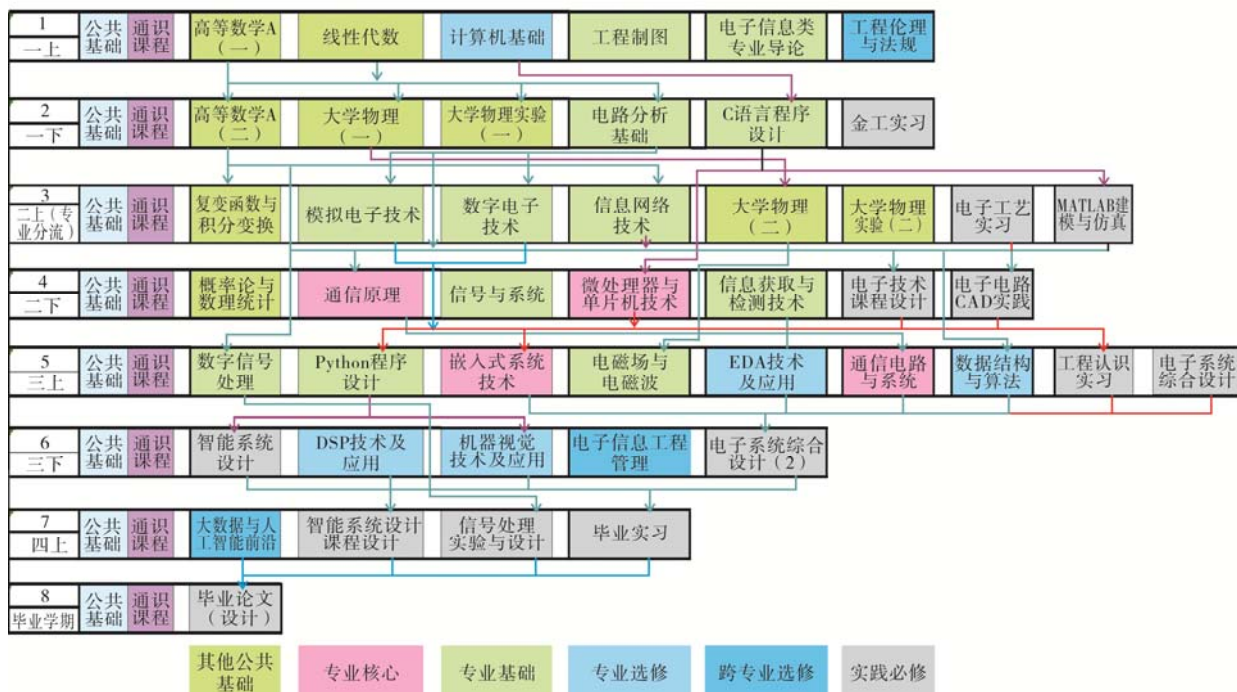 1
一上
公共
基础
通识
课程
高等数学A
（一）
线性代数
计算机基础
工程制图
电子信息类
专业导论
工程伦理
与法规
2
一下
公共
基础
通识
课程
高等数学A
（二）
大学物理
（一）
大学物理实验
（一）
电路分析
基础
C语言程序
设计
金工实习
3
二上（专
业分流）
公共
基础
通识
课程
复变函数与
积分变换
模拟电子技术
数字电子
技术
信息网络
技术
大学物理
（二）
大学物理
实验（二）
电子工艺
实习
MATLAB建
模与仿真
4
二下
公共
基础
通识
课程
概率论与
数理统计
通信原理
信号与系统
微处理器与
单片机技术
信息获取与
检测技术
电子技术
课程设计
电子电路
CAD实践
5
三上
公共
基础
通识
课程
数字信号
处理
Python程序
设计
嵌入式系统
技术
电磁场与
电磁波
EDA技术
及应用
通信电路
与系统
数据结构
与算法
工程认识
实习
电子系统
综合设计
6
三下
公共
基础
通识
课程
智能系统
设计
DSP技术及
应用
机器视觉
技术及应用
电子信息工程
管理
电子系统综合
设计（2）
7
四上
公共
基础
通识
课程
大数据与人
工智能前沿
智能系统设计
课程设计
信号处理
实验与设计
毕业实习
8
毕业学期
公共
基础
通识
课程
毕业论文
（设计）
其他公共
基础
专业核心
专业基础
专业选修
跨专业选修
实践必修